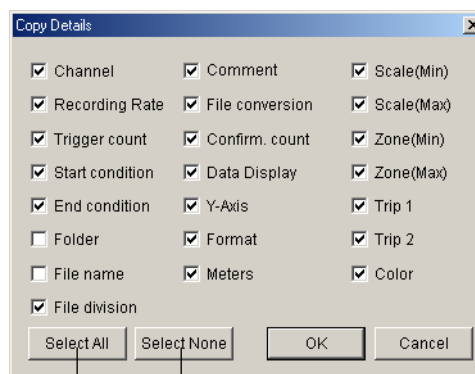 Copy Details
Channel
Recording Rate
Trigger count
Start condition
End condition
Folder
File name
File division
Comment
File conversion
Confirm. count
Data Display
Y-Axis
Format
Meters
Scale(Min)
Scale(Max)
Zone(Min)
Zone(Max)
Trip 1
Trip 2
Color
Select All
Select None
OK
Cancel